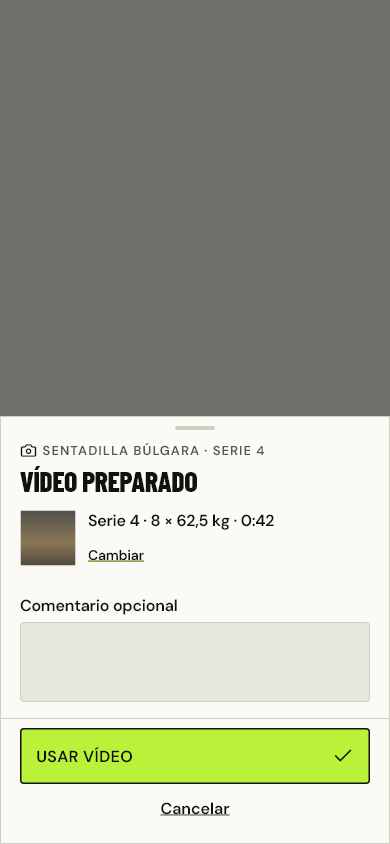 SENTADILLA BÚLGARA · SERIE 4
VÍDEO PREPARADO
Serie 4 · 8 × 62,5 kg · 0:42
Cambiar
Comentario opcional
USAR VÍDEO
Cancelar